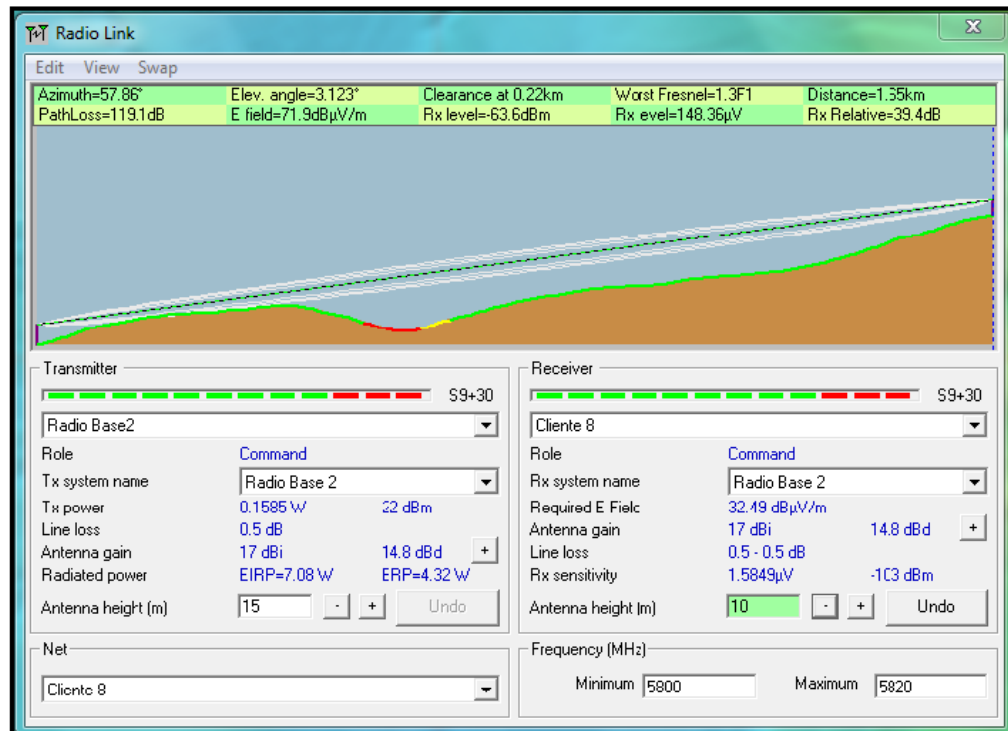 Radio Link
Edit View Swap
Azimuth=57.86° Elev. angle=3.123° Clearance at 0.22km Worst Fresnel=1.3F1 Distance=1.65km
PathLoss=119.1dB E field=71.9dBµV/m Rx level=-63.6dBm Rx evel=148.36µV Rx Relative=39.4dB
Transmitter
S9+30
Radio Base2
Role Command
Tx system name Radio Base 2
Tx power 0.1585 W 22 dBm
Line loss 0.5 dB
Antenna gain 17 dBi 14.8 dBd +
Radiated power EIRP=7.08 W ERP=4.32 W
Antenna height (m) 15 - + Undo
Net
Cliente 8
Receiver
S9+30
Cliente 8
Role Command
Rx system name Radio Base 2
Required E Field 32.49 dBµV/m
Antenna gain 17 dBi 14.8 dBd +
Line loss 0.5 - 0.5 dB
Rx sensitivity 1.5849µV -103 dBm
Antenna height (m) 10 - + Undo
Frequency (MHz)
Minimum 5800 Maximum 5820